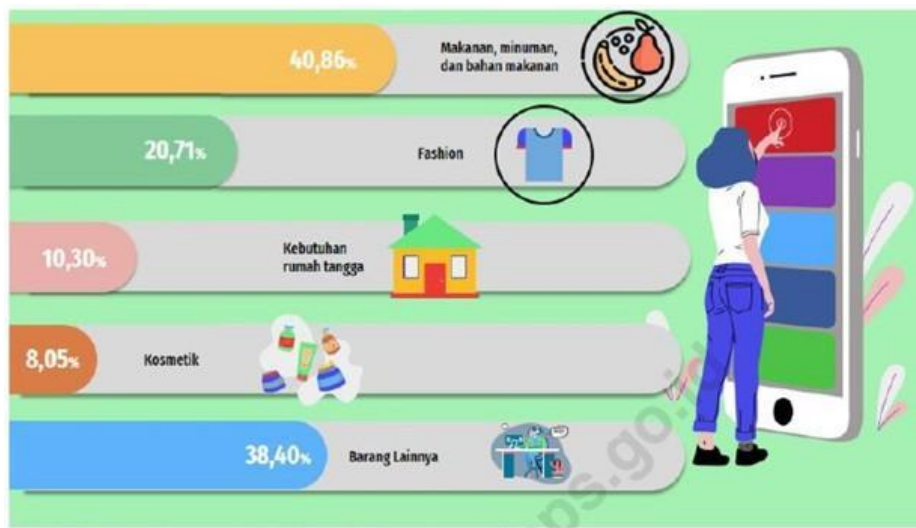 40,86%
Makanan, minuman,
dan bahan makanan
20,71%
Fashion
10,30%
Kebutuhan
rumah tangga
8,05%
Kosmetik
38,40%
Barang Lainnya
ps.go.id